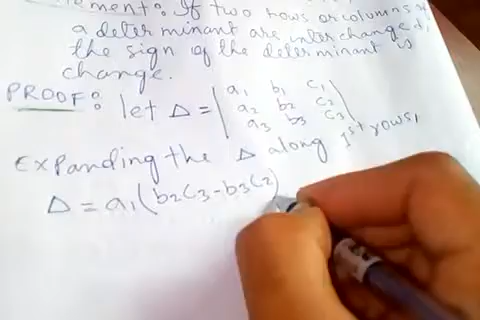 ement: If two rows or columns of
a determinant are interchanged,
the sign of the determinant is
change.
PROOF: let Δ = | a₁ b₁ c₁ |
| a₂ b₂ c₂ |
| a₃ b₃ c₃ |
Expanding the Δ along 1st rows,
Δ = a₁(b₂c₃-b₃c₂)